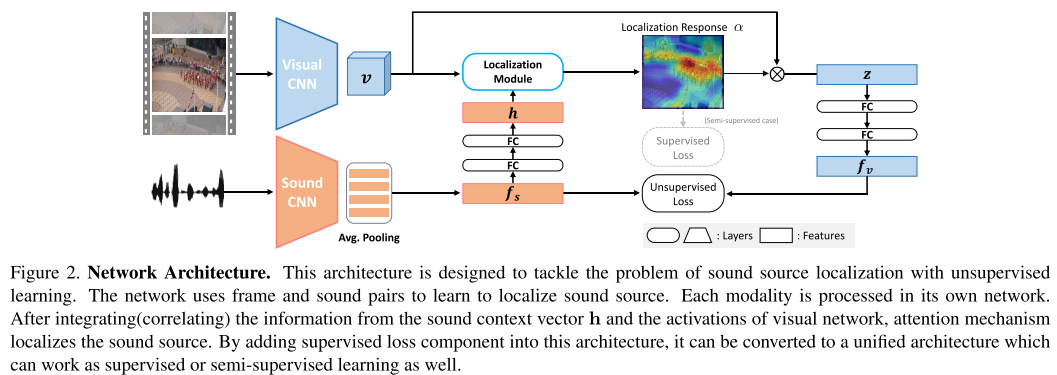 Localization Response α
Visual
CNN
v
Localization
Module
z
FC
FC
f_v
h
FC
FC
f_s
(Semi-supervised case)
Supervised
Loss
Unsupervised
Loss
Sound
CNN
Avg. Pooling
: Layers
: Features
Figure 2. Network Architecture. This architecture is designed to tackle the problem of sound source localization with unsupervised
learning. The network uses frame and sound pairs to learn to localize sound source. Each modality is processed in its own network.
After integrating(correlating) the information from the sound context vector h and the activations of visual network, attention mechanism
localizes the sound source. By adding supervised loss component into this architecture, it can be converted to a unified architecture which
can work as supervised or semi-supervised learning as well.